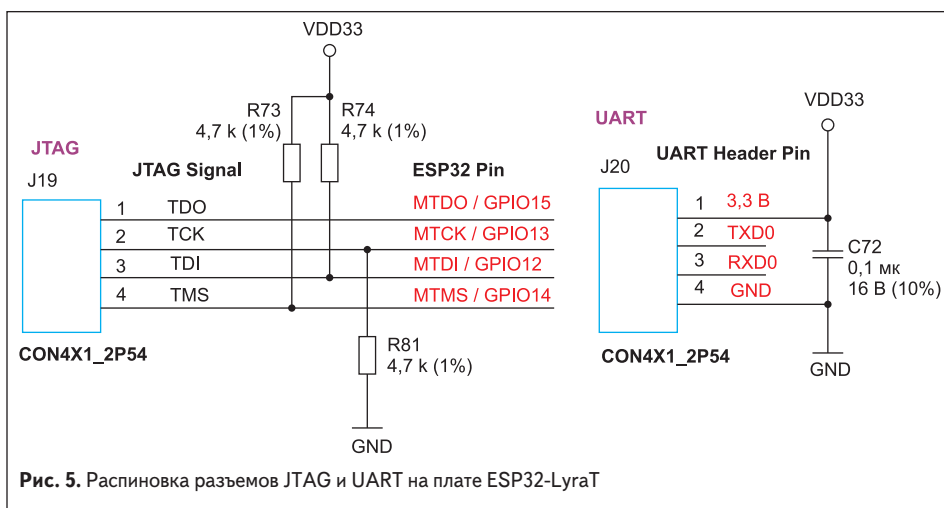 VDD33
R73
4,7 k (1%)
R74
4,7 k (1%)
JTAG
J19
JTAG Signal
ESP32 Pin
1 TDO MTDO / GPIO15
2 TCK MTCK / GPIO13
3 TDI MTDI / GPIO12
4 TMS MTMS / GPIO14
CON4X1_2P54
R81
4,7 k (1%)
GND
UART
J20
UART Header Pin
VDD33
1 3,3 В
2 TXD0
3 RXD0
4 GND
C72
0,1 мк
16 В (10%)
CON4X1_2P54
GND
Рис. 5. Распиновка разъемов JTAG и UART на плате ESP32-LyraT